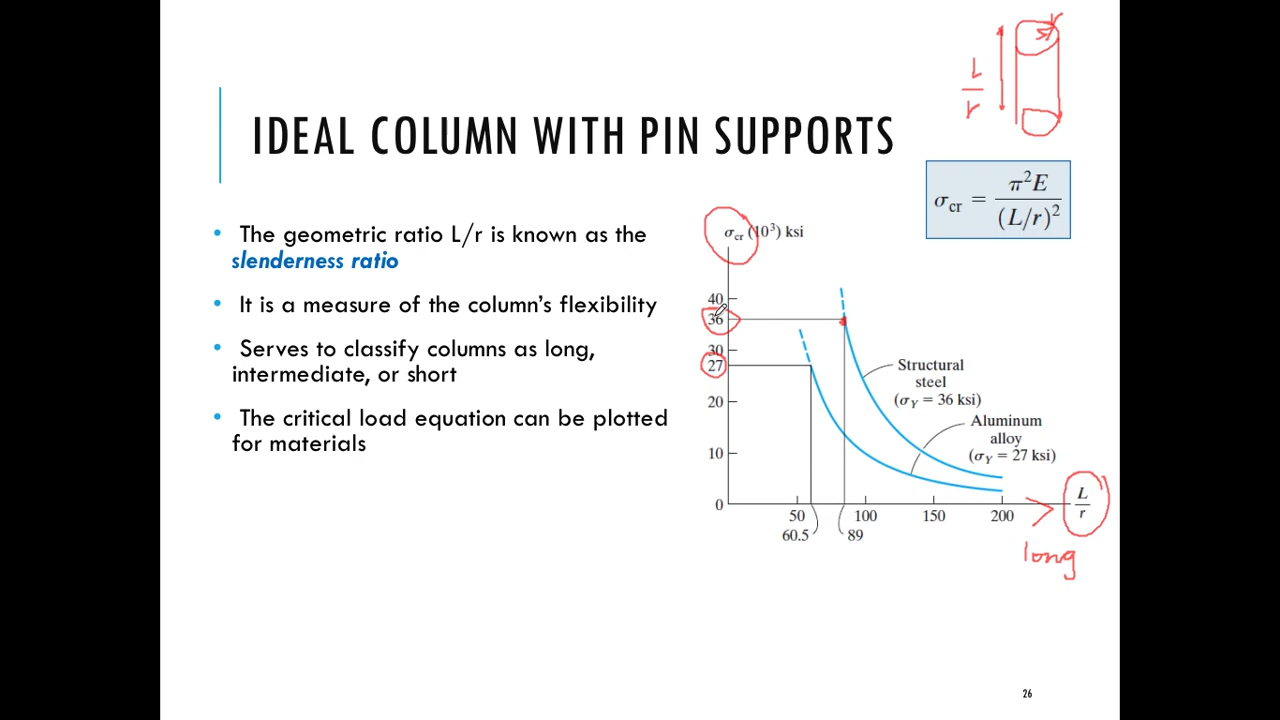 IDEAL COLUMN WITH PIN SUPPORTS
L
r
r
σcr = π²E / (L/r)²
• The geometric ratio L/r is known as the
slenderness ratio
• It is a measure of the column's flexibility
• Serves to classify columns as long,
intermediate, or short
• The critical load equation can be plotted
for materials
σcr (10³) ksi
40
36
30
27
20
10
0
50
100
150
200
60.5
89
Structural
steel
(σY = 36 ksi)
Aluminum
alloy
(σY = 27 ksi)
L
r
> long
26